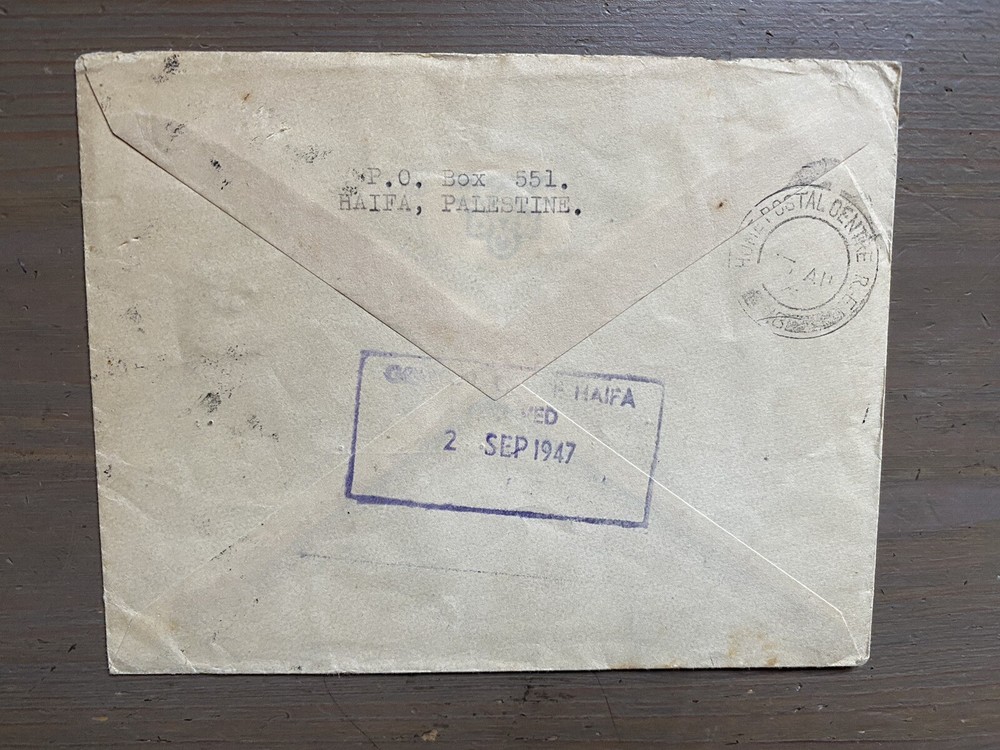 P.O. Box 551.
HAIFA, PALESTINE.
HOME POSTAL CENTRE R.E.
HAIFA
2 SEP 1947